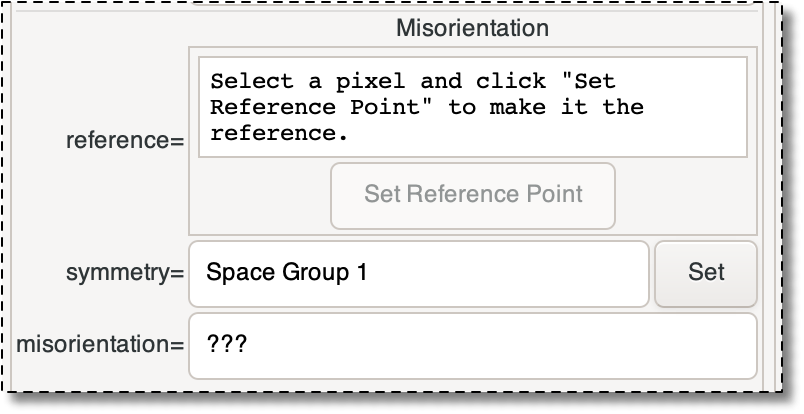 Misorientation
reference=
Select a pixel and click "Set
Reference Point" to make it the
reference.
Set Reference Point
symmetry=
Space Group 1
Set
misorientation=
???